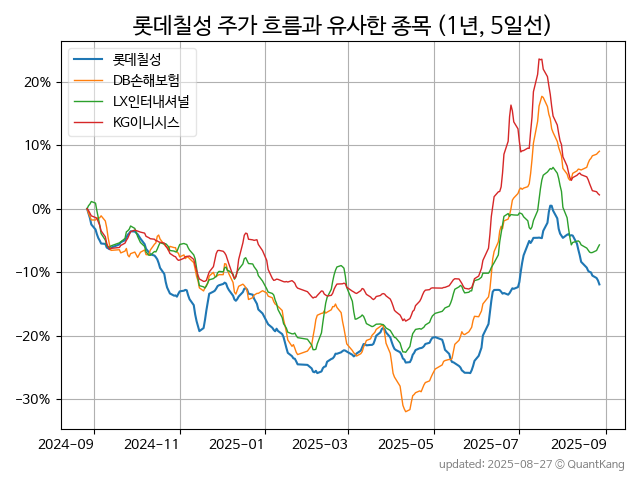 롯데칠성 주가 흐름과 유사한 종목 (1년, 5일선)
롯데칠성
DB손해보험
LX인터내셔널
KG이니시스
20%
10%
0%
−10%
−20%
−30%
2024-09 2024-11 2025-01 2025-03 2025-05 2025-07 2025-09
updated: 2025-08-27 © QuantKang